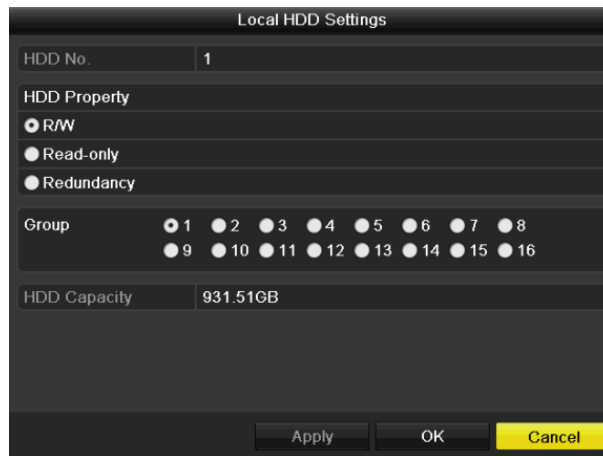 Local HDD Settings
HDD No. 1
HDD Property
R/W
Read-only
Redundancy
Group 1 2 3 4 5 6 7 8
9 10 11 12 13 14 15 16
HDD Capacity 931.51GB
Apply OK Cancel